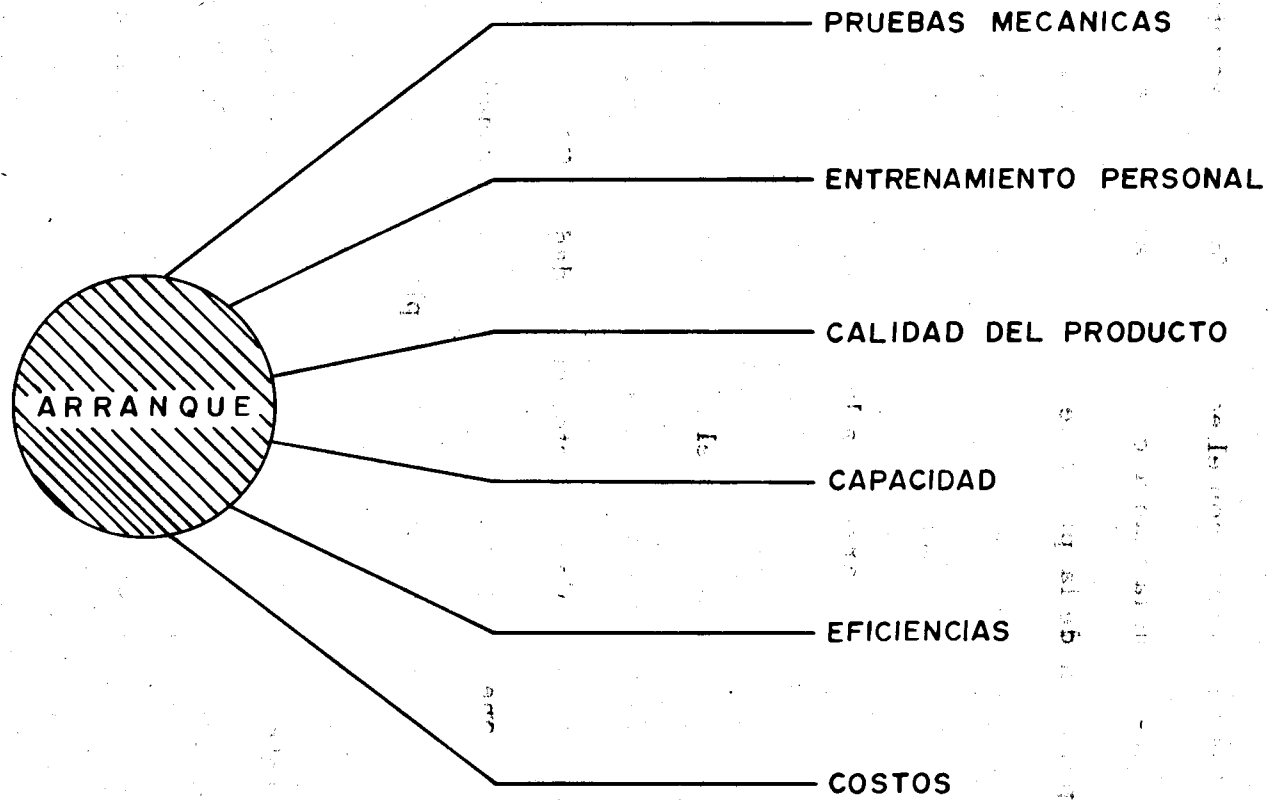 PRUEBAS MECANICAS
ENTRENAMIENTO PERSONAL
CALIDAD DEL PRODUCTO
ARRANQUE
CAPACIDAD
EFICIENCIAS
COSTOS